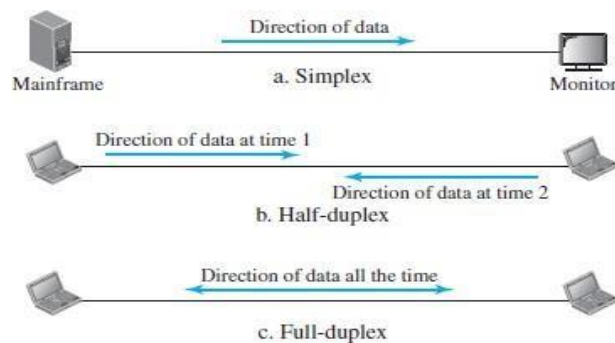 Direction of data
Mainframe
Monitor
a. Simplex
Direction of data at time 1
Direction of data at time 2
b. Half-duplex
Direction of data all the time
c. Full-duplex